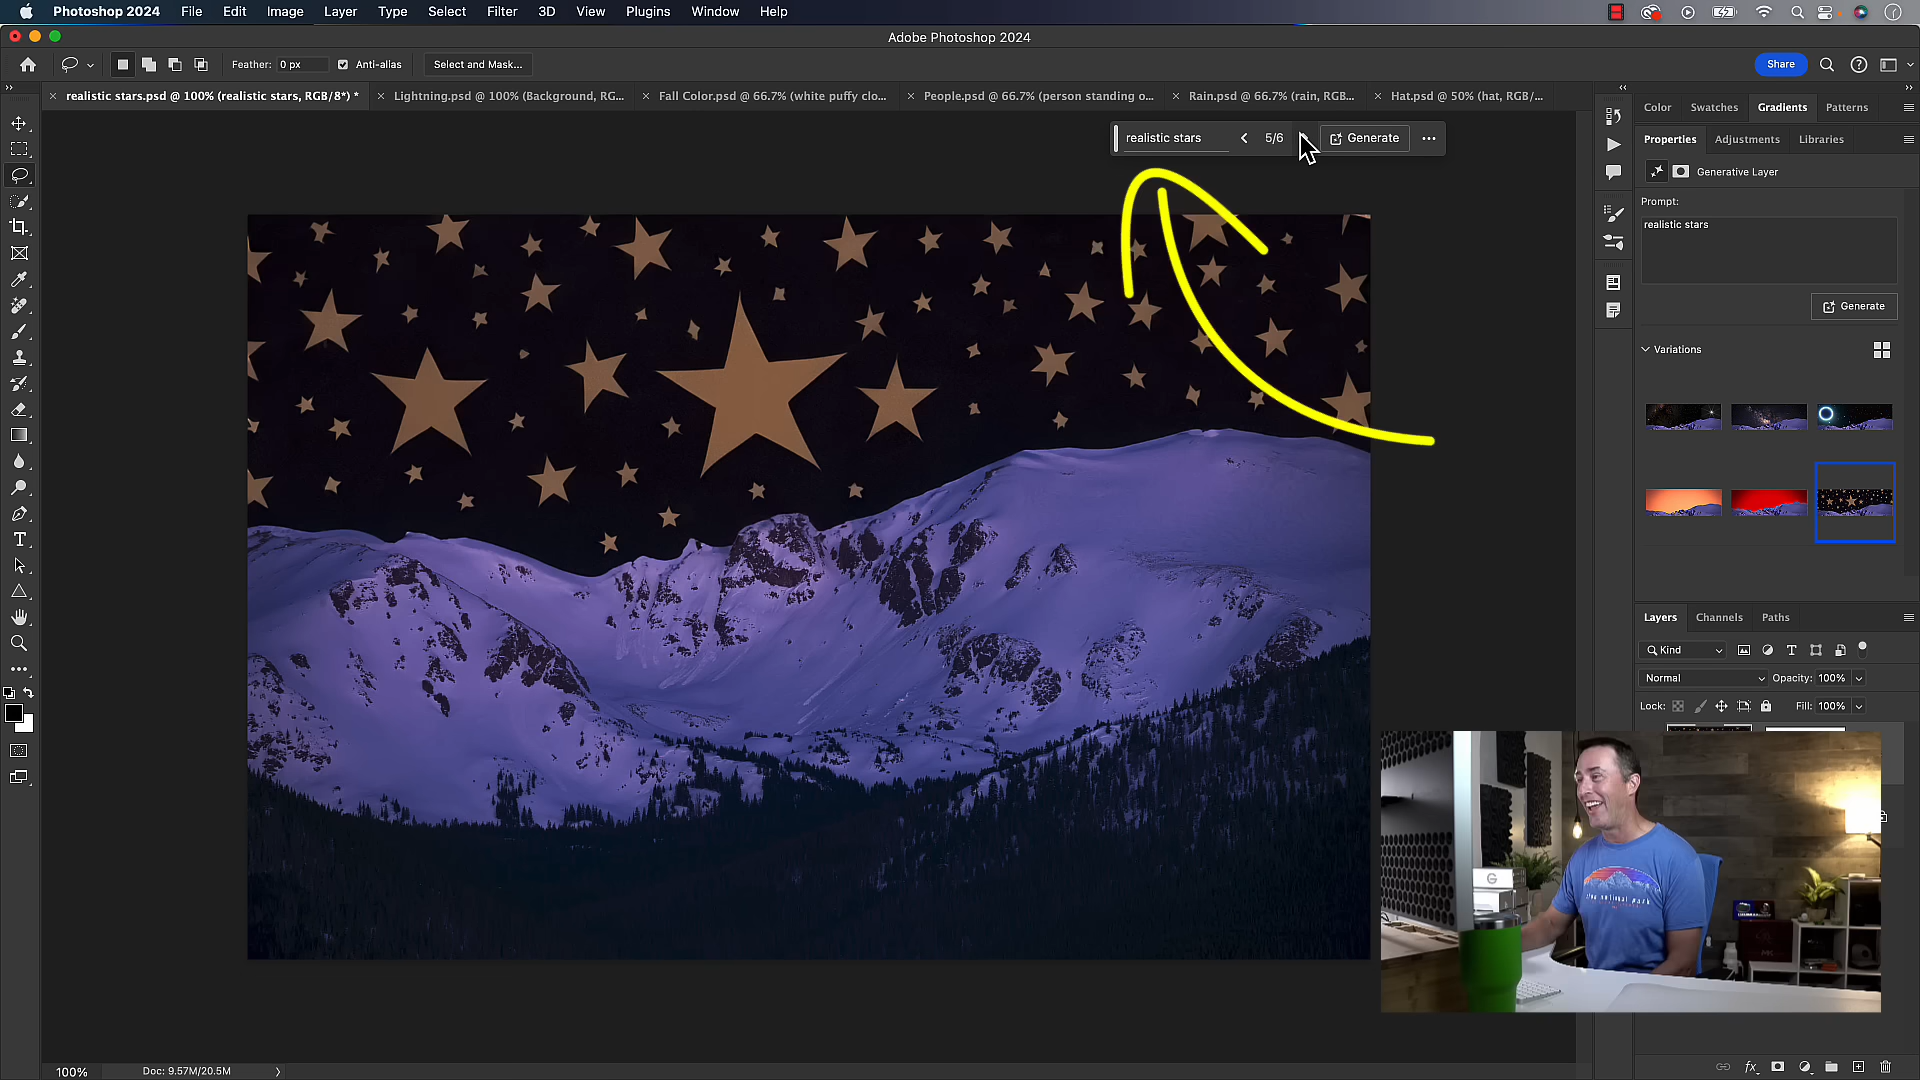 Photoshop 2024 File Edit Image Layer Type Select Filter 3D View Plugins Window Help
Adobe Photoshop 2024
Feather: 0 px Anti-alias Select and Mask... Share
realistic stars.psd @ 100% (realistic stars, RGB/8*) * Lightning.psd @ 100% (Background, RG... Fall Color.psd @ 66.7% (white puffy clo... People.psd @ 66.7% (person standing o... Rain.psd @ 66.7% (rain, RGB... Hat.psd @ 50% (hat, RGB/...
realistic stars 5/6 Generate
Color Swatches Gradients Patterns
Properties Adjustments Libraries
Generative Layer
Prompt:
realistic stars
Generate
Variations
Layers Channels Paths
Kind
Normal Opacity: 100%
Lock: Fill: 100%
G
national park
100% Doc: 9.57M/20.5M